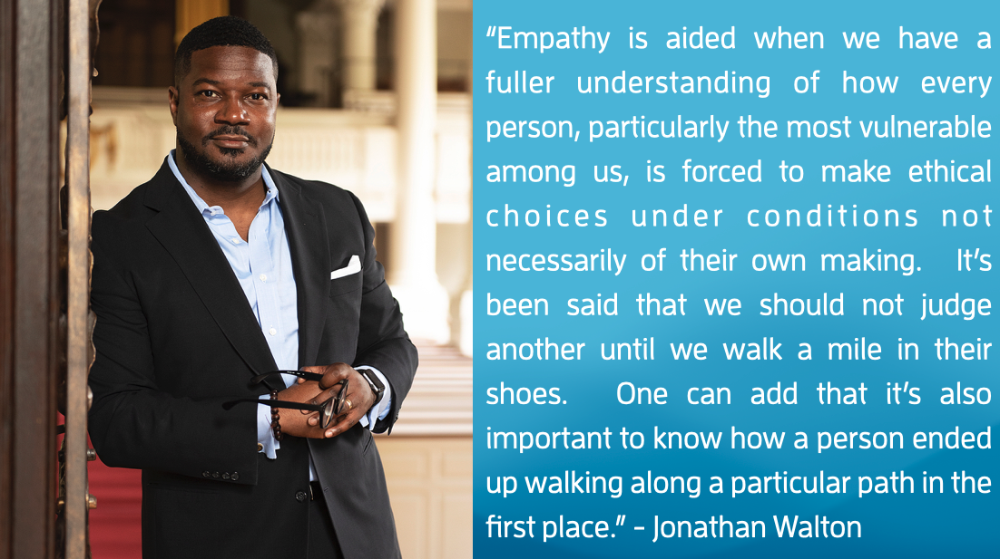 “Empathy is aided when we have a
fuller understanding of how every
person, particularly the most vulnerable
among us, is forced to make ethical
choices under conditions not
necessarily of their own making. It’s
been said that we should not judge
another until we walk a mile in their
shoes. One can add that it’s also
important to know how a person ended
up walking along a particular path in the
first place.” – Jonathan Walton